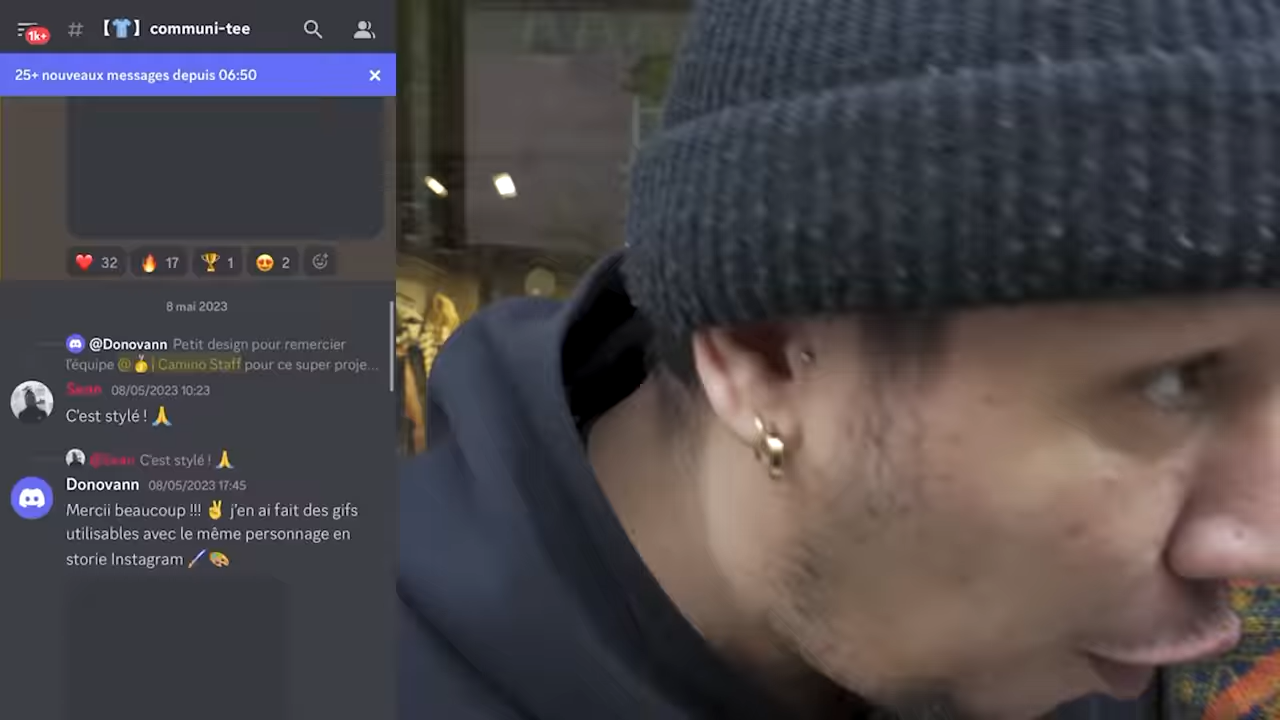 1k+ # 【👕】 communi-tee
25+ nouveaux messages depuis 06:50 ×
❤️ 32 🔥 17 🏆 1 😍 2
8 mai 2023
@Donovann Petit design pour remercier
l'équipe @🥇| Camino Staff pour ce super proje...
Sean 08/05/2023 10:23
C'est stylé ! 🙏
@Sean C'est stylé ! 🙏
Donovann 08/05/2023 17:45
Mercii beaucoup !!! ✌️ j'en ai fait des gifs
utilisables avec le même personnage en
storie Instagram 🖌️ 🎨